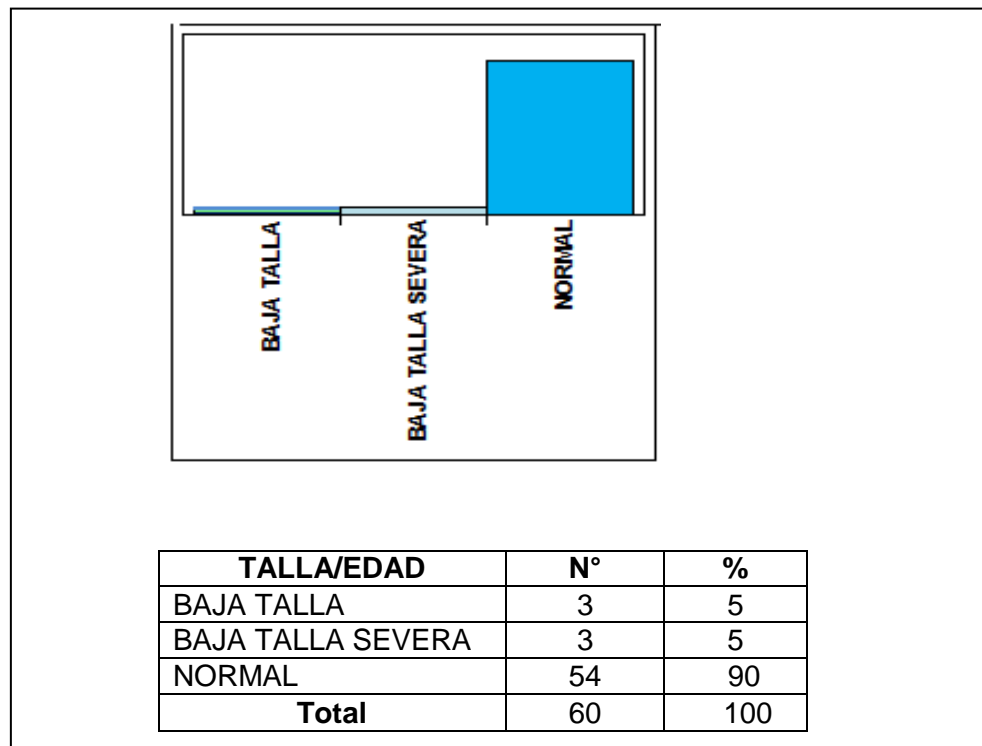 BAJA TALLA
BAJA TALLA SEVERA
NORMAL
TALLA/EDAD N° %
BAJA TALLA 3 5
BAJA TALLA SEVERA 3 5
NORMAL 54 90
Total 60 100